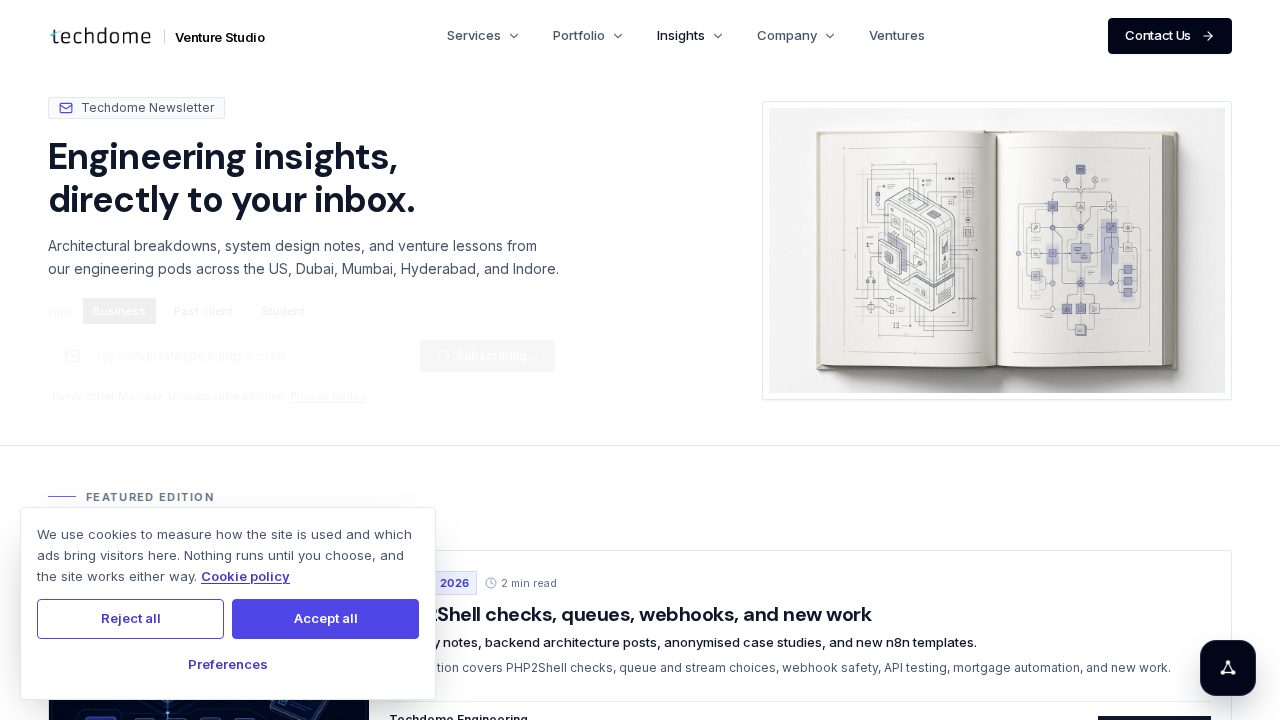 techdome Venture Studio
Services
Portfolio
Insights
Company
Ventures
Contact Us
Techdome Newsletter
Engineering insights,
directly to your inbox.
Architectural breakdowns, system design notes, and venture lessons from
our engineering pods across the US, Dubai, Mumbai, Hyderabad, and Indore.
I'm a Business Past client Student
qa.candidate@example.com
Subscribing...
Every other Monday. Unsubscribe anytime. Privacy policy
FEATURED EDITION
2026
2 min read
2Shell checks, queues, webhooks, and new work
notes, backend architecture posts, anonymised case studies, and new n8n templates.
covers PHP2Shell checks, queue and stream choices, webhook safety, API testing, mortgage automation, and new work.
Techdome Engineering
We use cookies to measure how the site is used and which
ads bring visitors here. Nothing runs until you choose, and
the site works either way. Cookie policy
Reject all
Accept all
Preferences